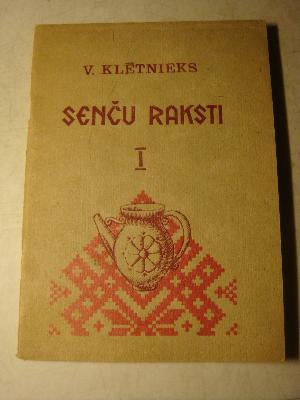 V. KLĒTNIEKS
SENČU RAKSTI
I